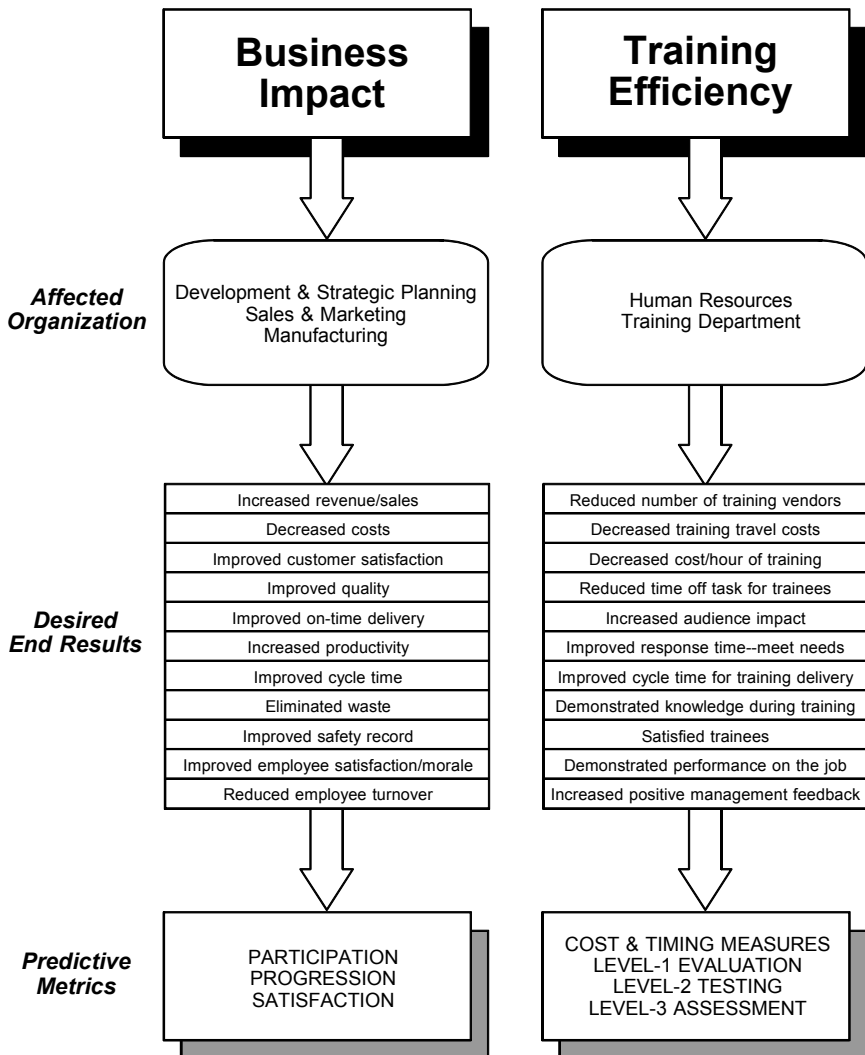 Business
Impact
Training
Efficiency
Affected
Organization
Development & Strategic Planning
Sales & Marketing
Manufacturing
Human Resources
Training Department
Desired
End Results
Increased revenue/sales
Decreased costs
Improved customer satisfaction
Improved quality
Improved on-time delivery
Increased productivity
Improved cycle time
Eliminated waste
Improved safety record
Improved employee satisfaction/morale
Reduced employee turnover
Reduced number of training vendors
Decreased training travel costs
Decreased cost/hour of training
Reduced time off task for trainees
Increased audience impact
Improved response time--meet needs
Improved cycle time for training delivery
Demonstrated knowledge during training
Satisfied trainees
Demonstrated performance on the job
Increased positive management feedback
Predictive
Metrics
PARTICIPATION
PROGRESSION
SATISFACTION
COST & TIMING MEASURES
LEVEL-1 EVALUATION
LEVEL-2 TESTING
LEVEL-3 ASSESSMENT